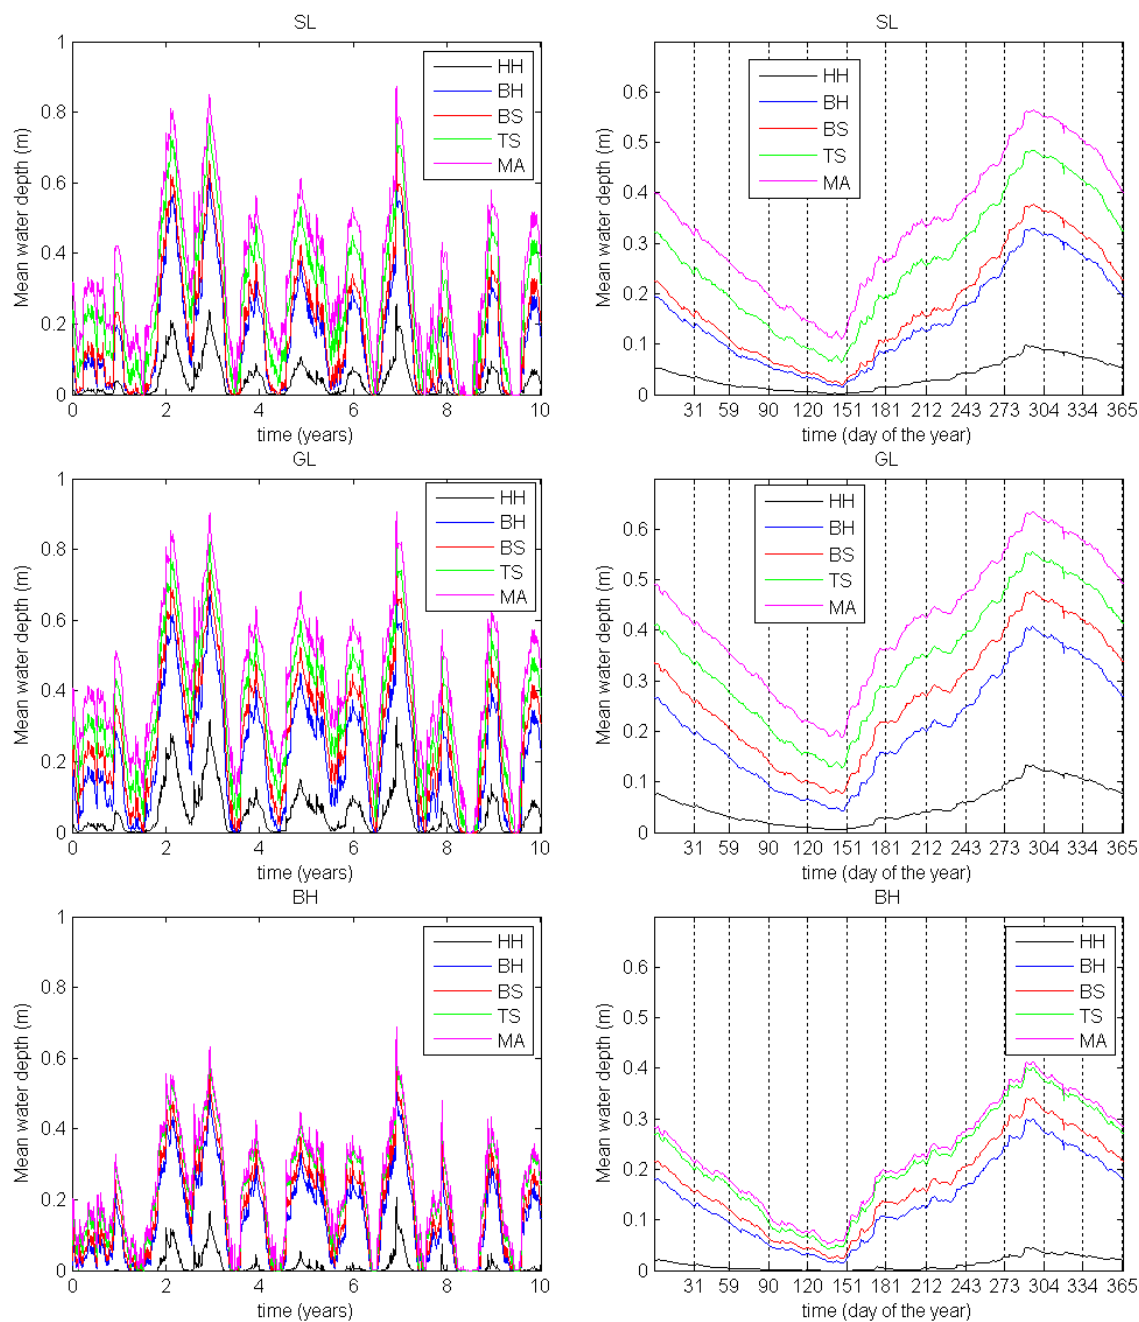 SL
Mean water depth (m)
1
0.8
0.6
0.4
0.2
0
HH
BH
BS
TS
MA
0 2 4 6 8 10
time (years)
SL
Mean water depth (m)
0.6
0.5
0.4
0.3
0.2
0.1
0
HH
BH
BS
TS
MA
31 59 90 120 151 181 212 243 273 304 334 365
time (day of the year)
GL
Mean water depth (m)
1
0.8
0.6
0.4
0.2
0
HH
BH
BS
TS
MA
0 2 4 6 8 10
time (years)
GL
Mean water depth (m)
0.6
0.5
0.4
0.3
0.2
0.1
0
HH
BH
BS
TS
MA
31 59 90 120 151 181 212 243 273 304 334 365
time (day of the year)
BH
Mean water depth (m)
1
0.8
0.6
0.4
0.2
0
HH
BH
BS
TS
MA
0 2 4 6 8 10
time (years)
BH
Mean water depth (m)
0.6
0.5
0.4
0.3
0.2
0.1
0
HH
BH
BS
TS
MA
31 59 90 120 151 181 212 243 273 304 334 365
time (day of the year)